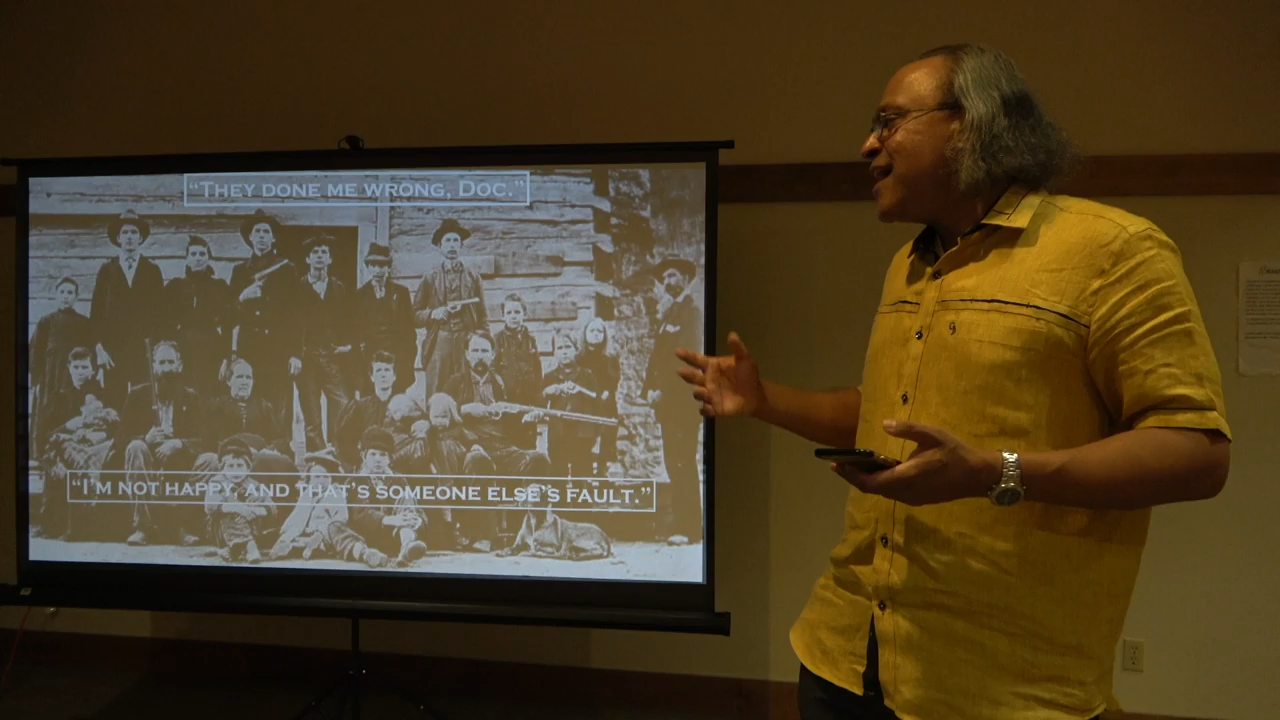 “They done me wrong, Doc.”
“I’m not happy, and that’s someone else’s fault.”